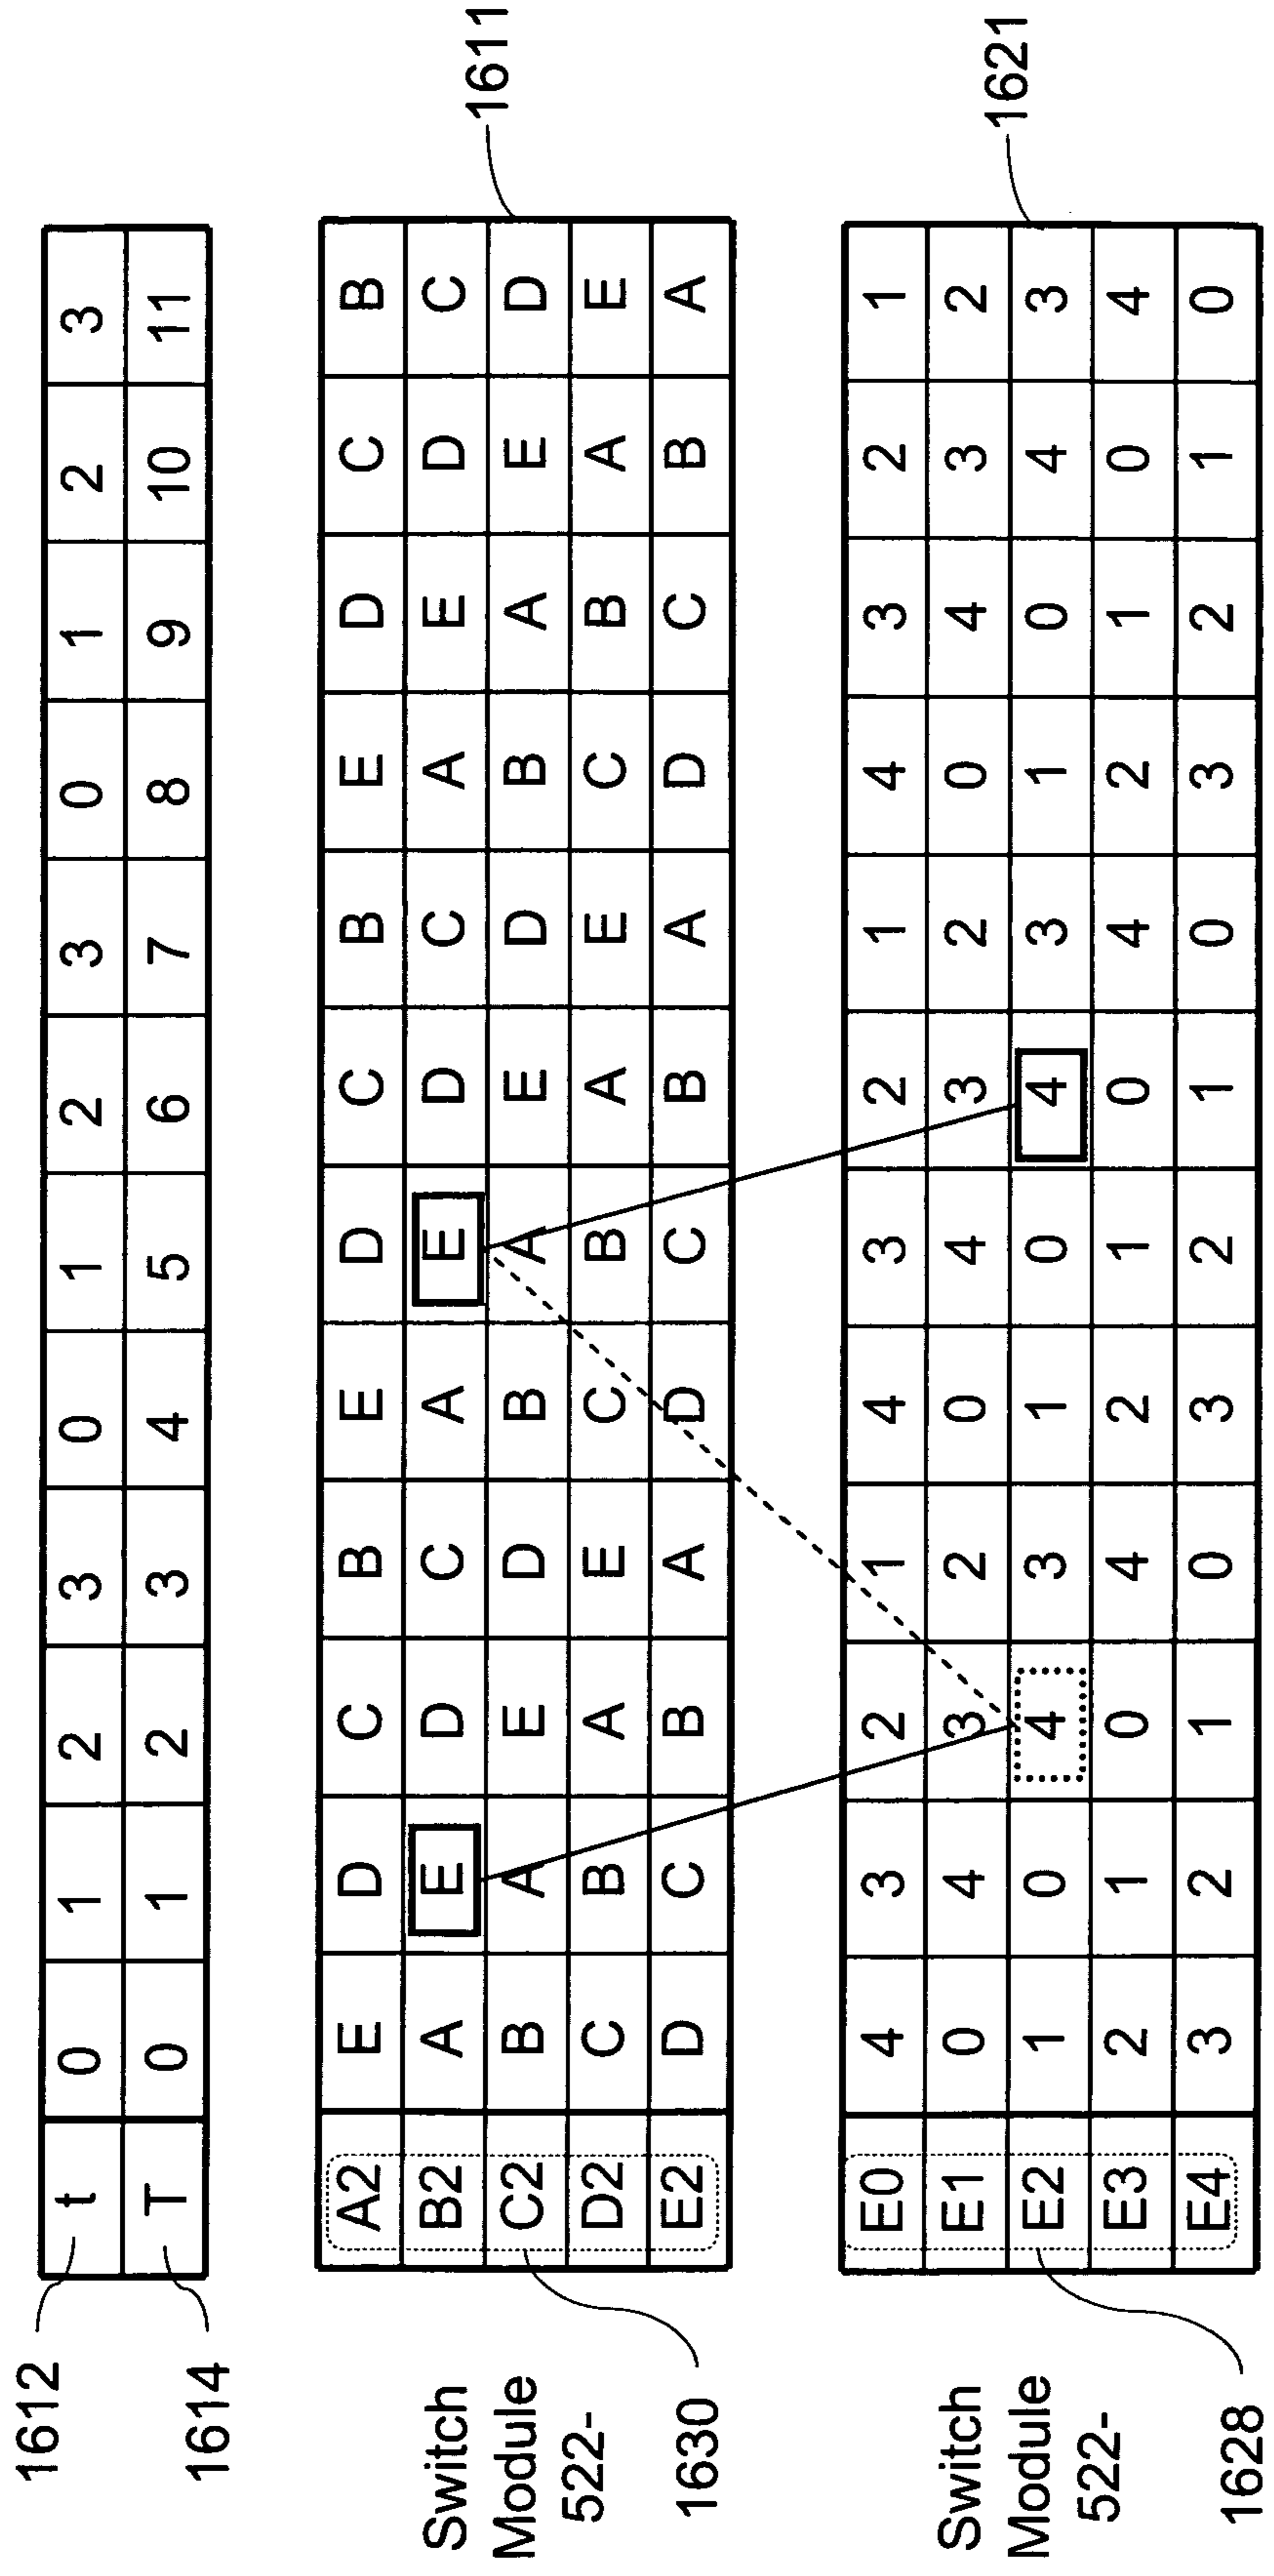 1612
t 0 1 2 3 0 1 2 3 0 1 2 3
1614
T 0 1 2 3 4 5 6 7 8 9 10 11
Switch
Module
522-
1630
1611
A2 E D C B E D C B E D C B
B2 A E D C A E D C A E D C
C2 B A E D B A E D B A E D
D2 C B A E C B A E C B A E
E2 D C B A D C B A D C B A
Switch
Module
522-
1628
1621
E0 4 3 2 1 4 3 2 1 4 3 2 1
E1 0 4 3 2 0 4 3 2 0 4 3 2
E2 1 0 4 3 1 0 4 3 1 0 4 3
E3 2 1 0 4 2 1 0 4 2 1 0 4
E4 3 2 1 0 3 2 1 0 3 2 1 0